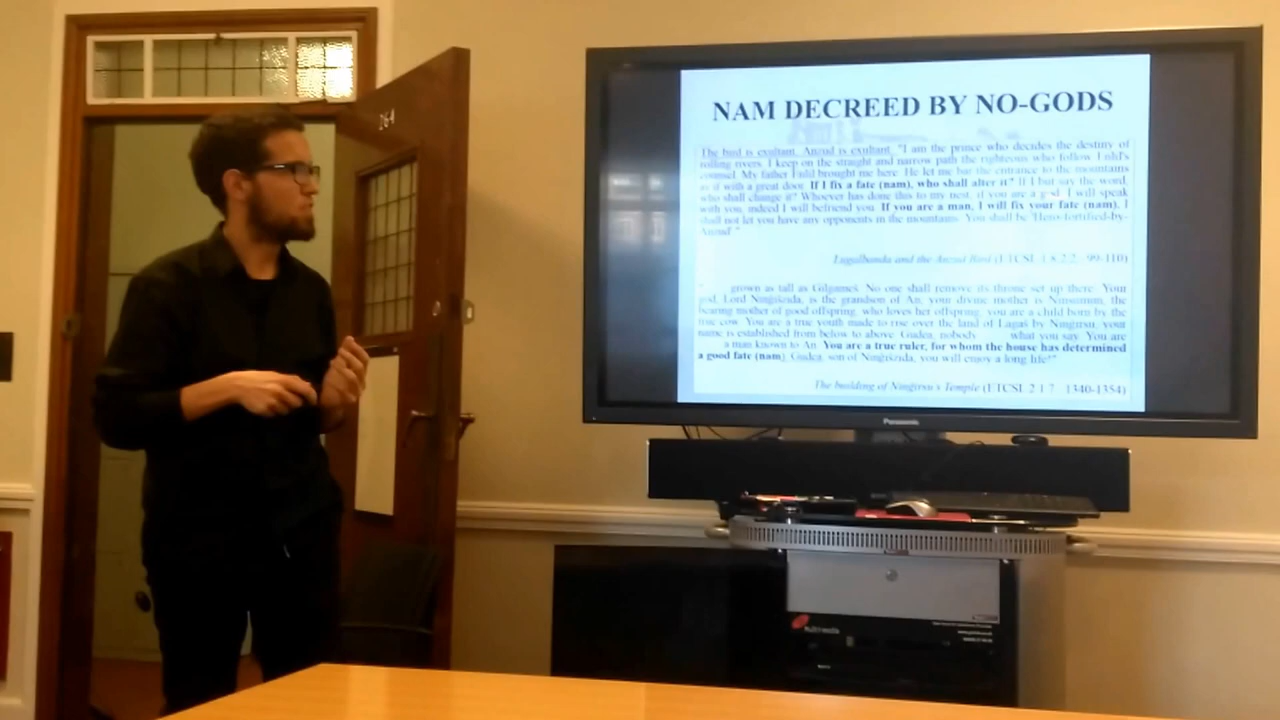 264
NAM DECREED BY NO-GODS
The bird is exultant, Anzud is exultant. "I am the prince who decides the destiny of
rolling rivers. I keep on the straight and narrow path the righteous who follow Enlil's
counsel. My father Enlil brought me here. He let me bar the entrance to the mountains
as if with a great door. If I fix a fate (nam), who shall alter it? If I but say the word,
who shall change it? Whoever has done this to my nest, if you are a god, I will speak
with you, indeed I will befriend you. If you are a man, I will fix your fate (nam). I
shall not let you have any opponents in the mountains. You shall be 'Hero-fortified-by-
Anzud'."
Lugalbanda and the Anzud Bird (ETCSL 1.8.2.2: 99-110)
grown as tall as Gilgameš. No one shall remove its throne set up there. Your
god, Lord Ninĝišzida, is the grandson of An; your divine mother is Ninsumun, the
bearing mother of good offspring, who loves her offspring; you are a child born by the
true cow. You are a true youth made to rise over the land of Lagaš by Ninĝirsu; your
name is established from below to above. Gudea, nobody what you say. You are
a man known to An. You are a true ruler, for whom the house has determined
a good fate (nam). Gudea, son of Ninĝišzida, you will enjoy a long life!"
The building of Ninĝirsu's Temple (ETCSL 2.1.7: 1340-1354)
Panasonic